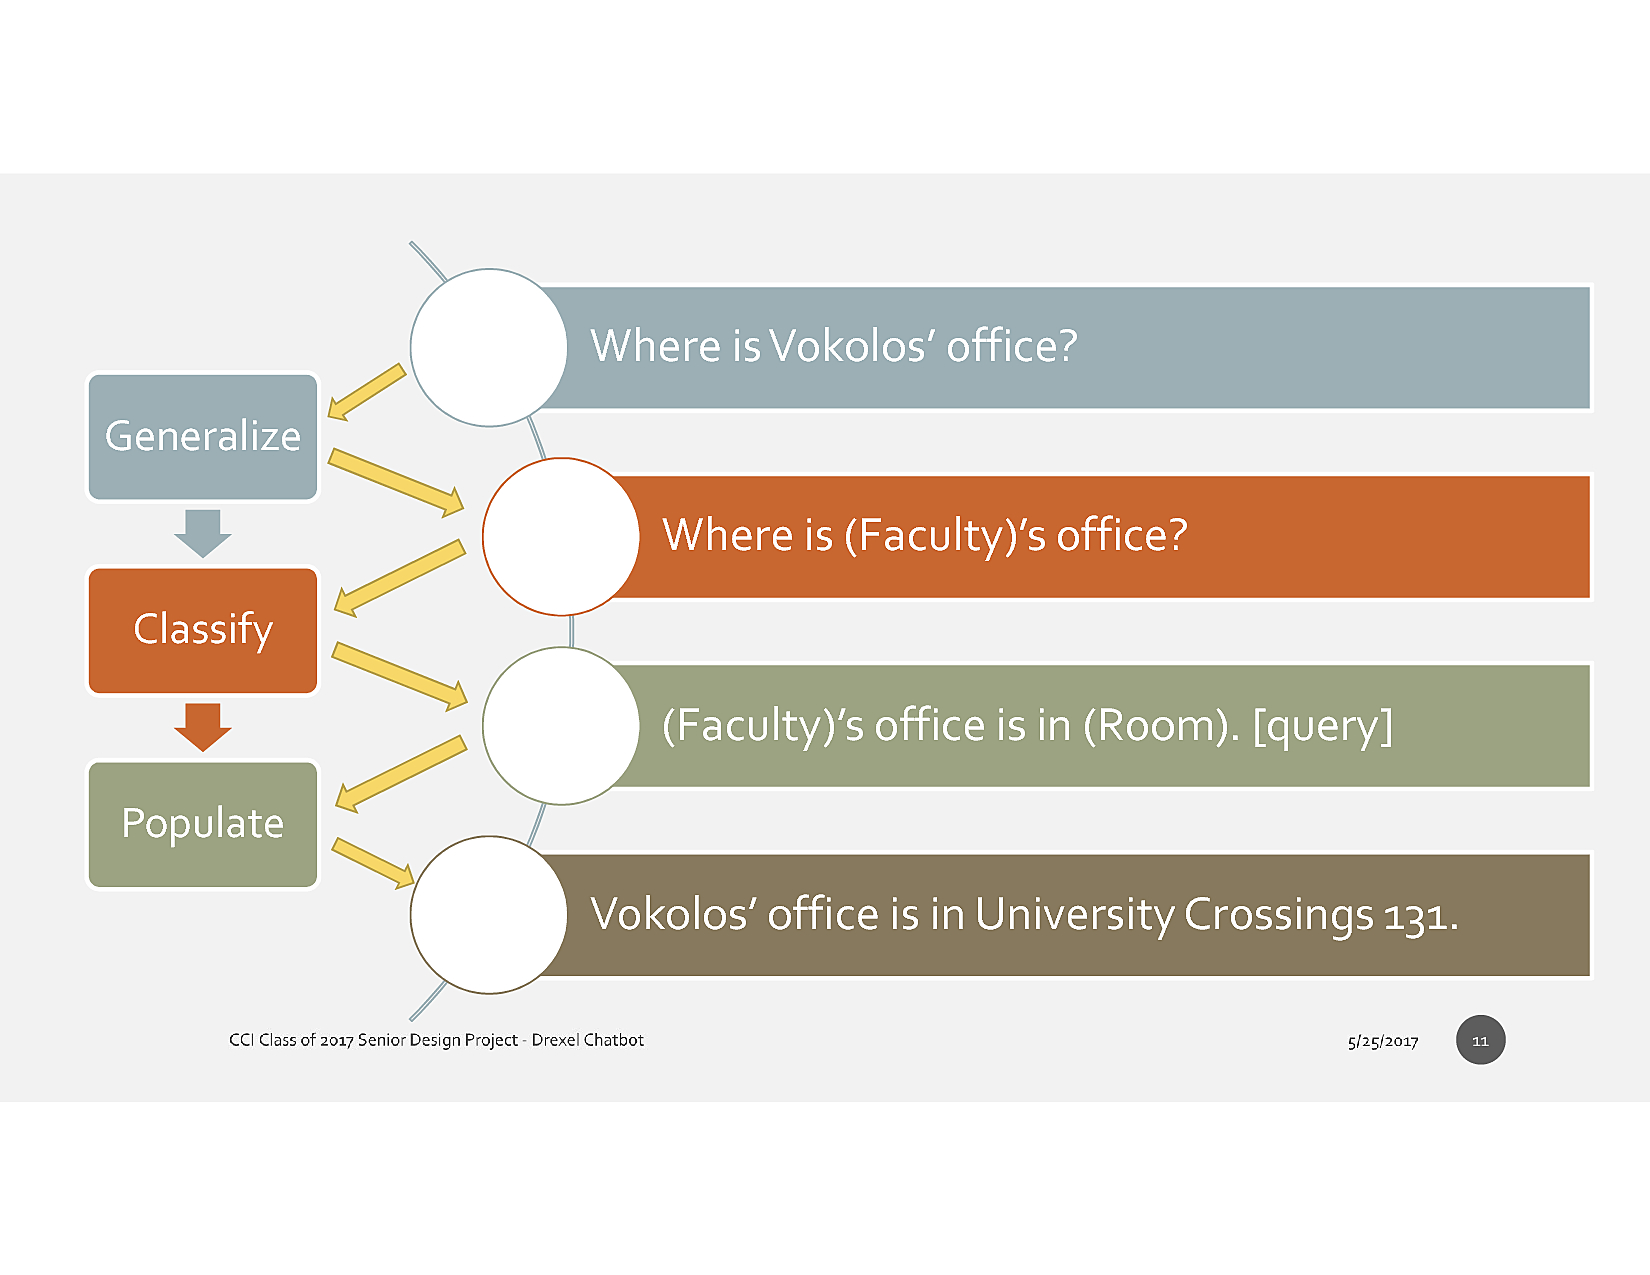 Where is Vokolos’ office?
Generalize
Where is (Faculty)’s office?
Classify
(Faculty)’s office is in (Room). [query]
Populate
Vokolos’ office is in University Crossings 131.
CCI Class of 2017 Senior Design Project - Drexel Chatbot
5/25/2017
11